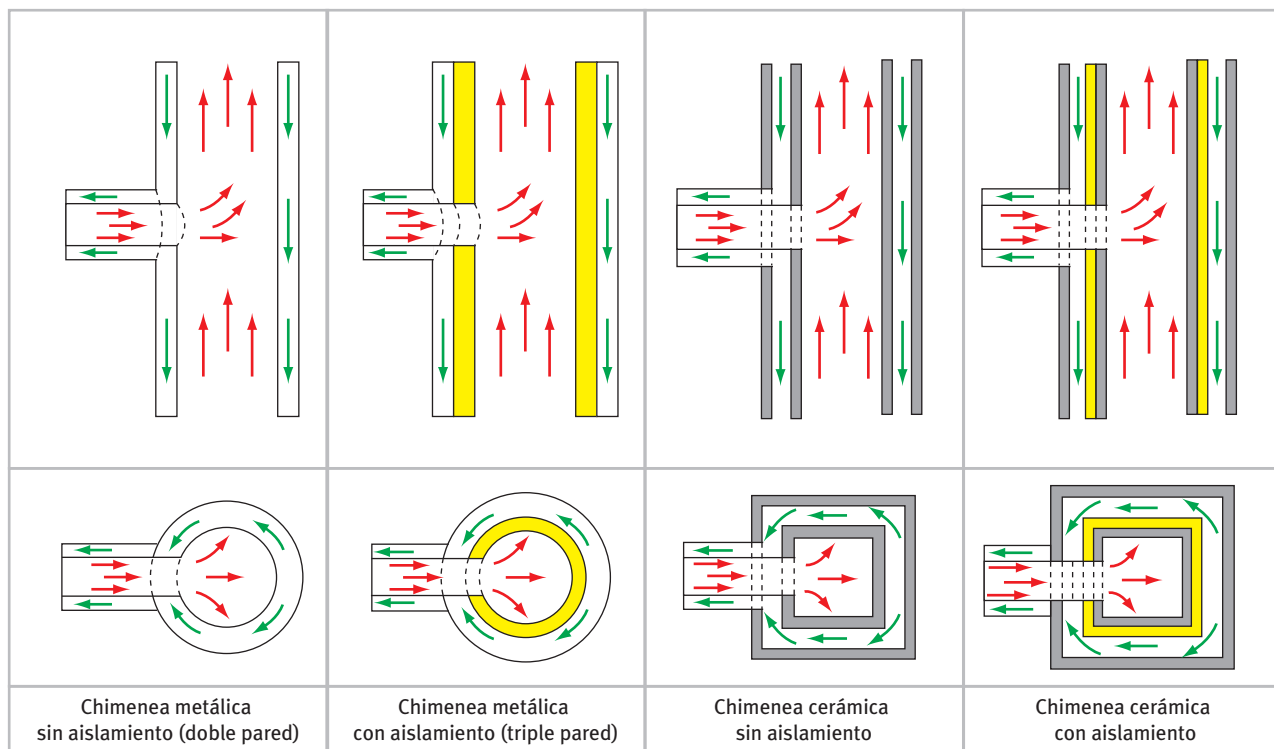 Chimenea metálica
sin aislamiento (doble pared)
Chimenea metálica
con aislamiento (triple pared)
Chimenea cerámica
sin aislamiento
Chimenea cerámica
con aislamiento